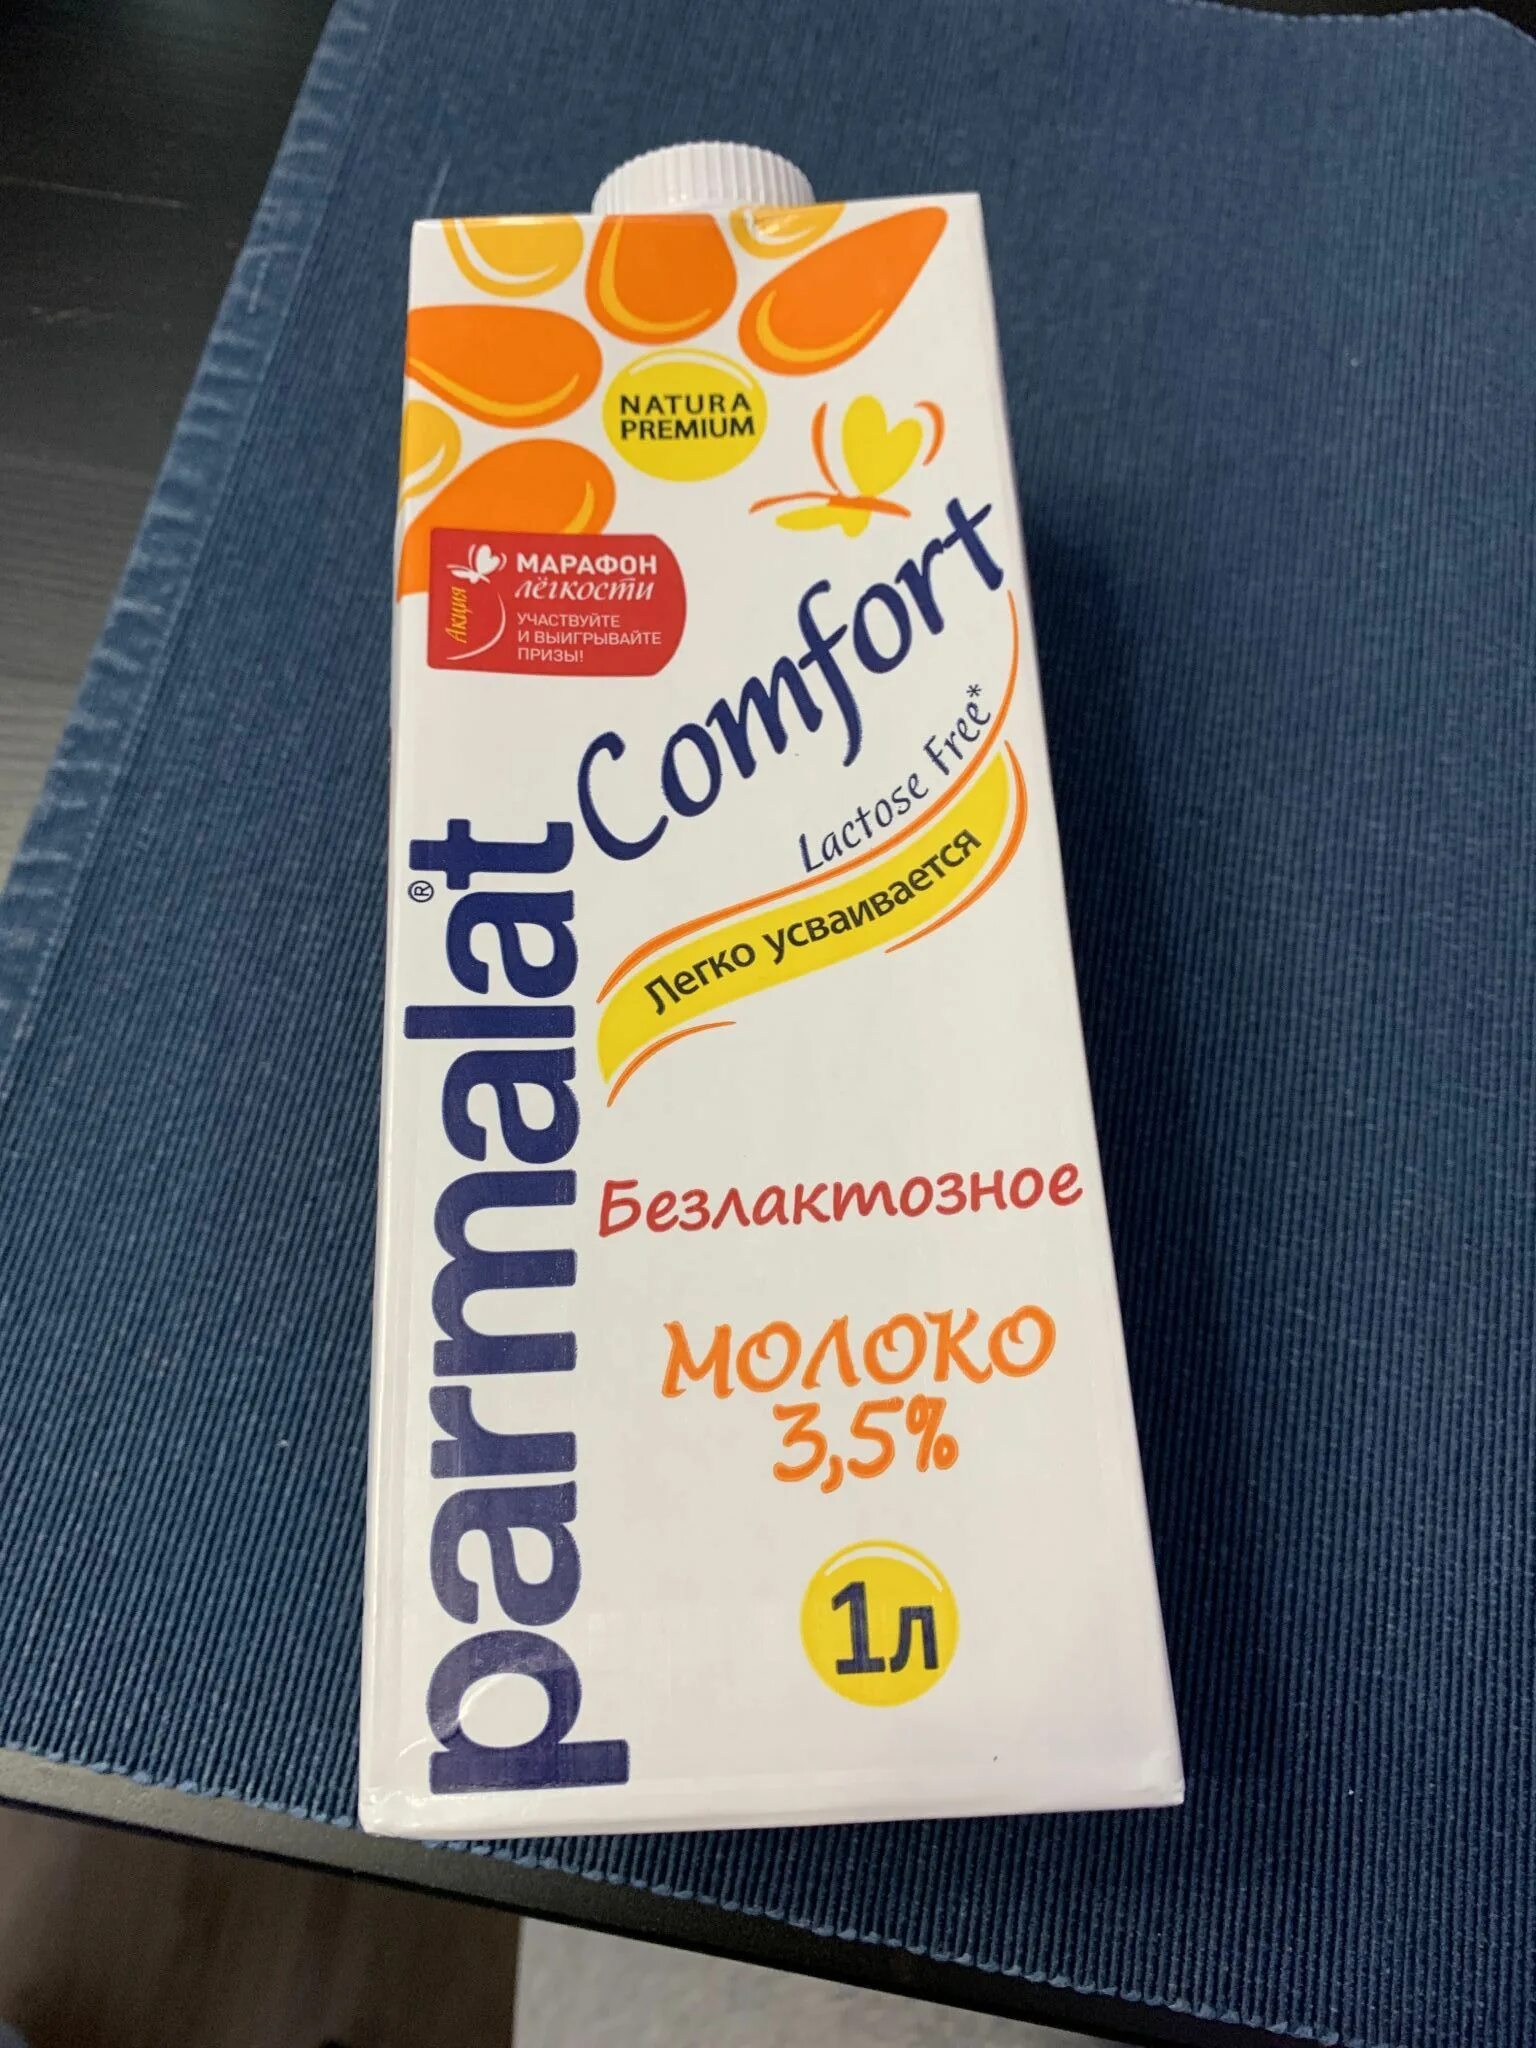 NATURA
PREMIUM
Акция
МАРАФОН
лёгкости
УЧАСТВУЙТЕ
И ВЫИГРЫВАЙТЕ
ПРИЗЫ!
parmalat®
Comfort
Lactose Free*
Легко усваивается
Безлактозное
молоко
3,5%
1л